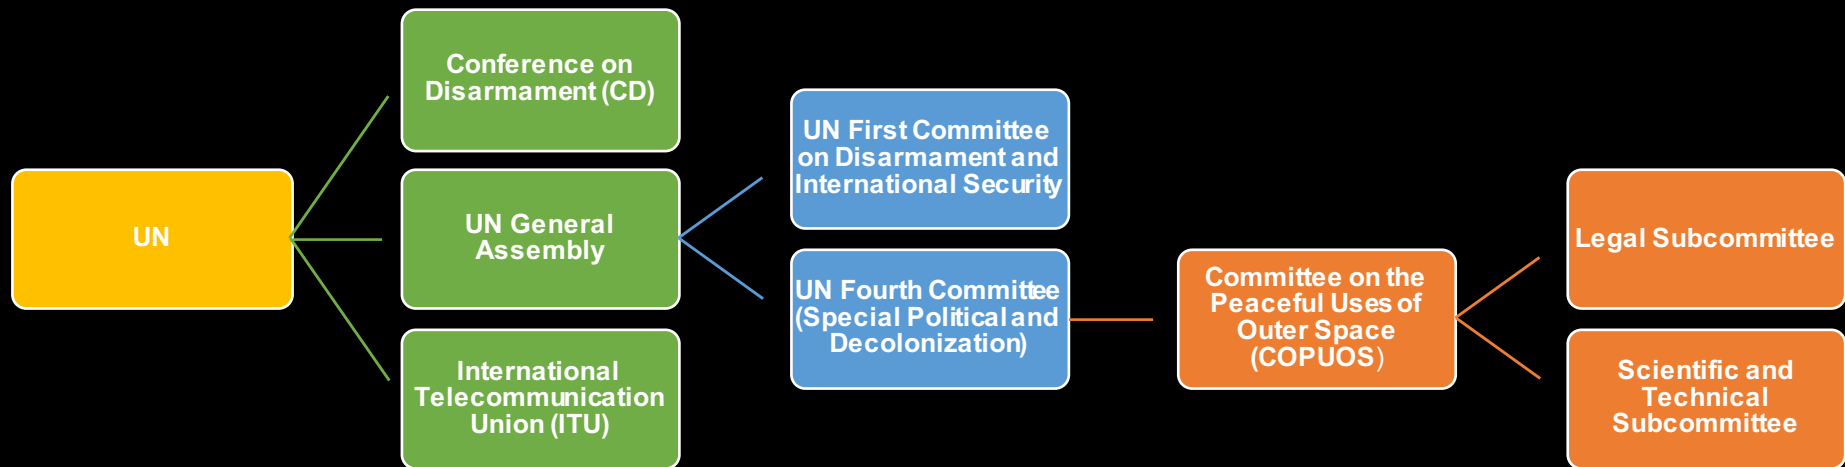 UN
Conference on
Disarmament (CD)
UN General
Assembly
International
Telecommunication
Union (ITU)
UN First Committee
on Disarmament and
International Security
UN Fourth Committee
(Special Political and
Decolonization)
Committee on the
Peaceful Uses of
Outer Space
(COPUOS)
Legal Subcommittee
Scientific and
Technical
Subcommittee